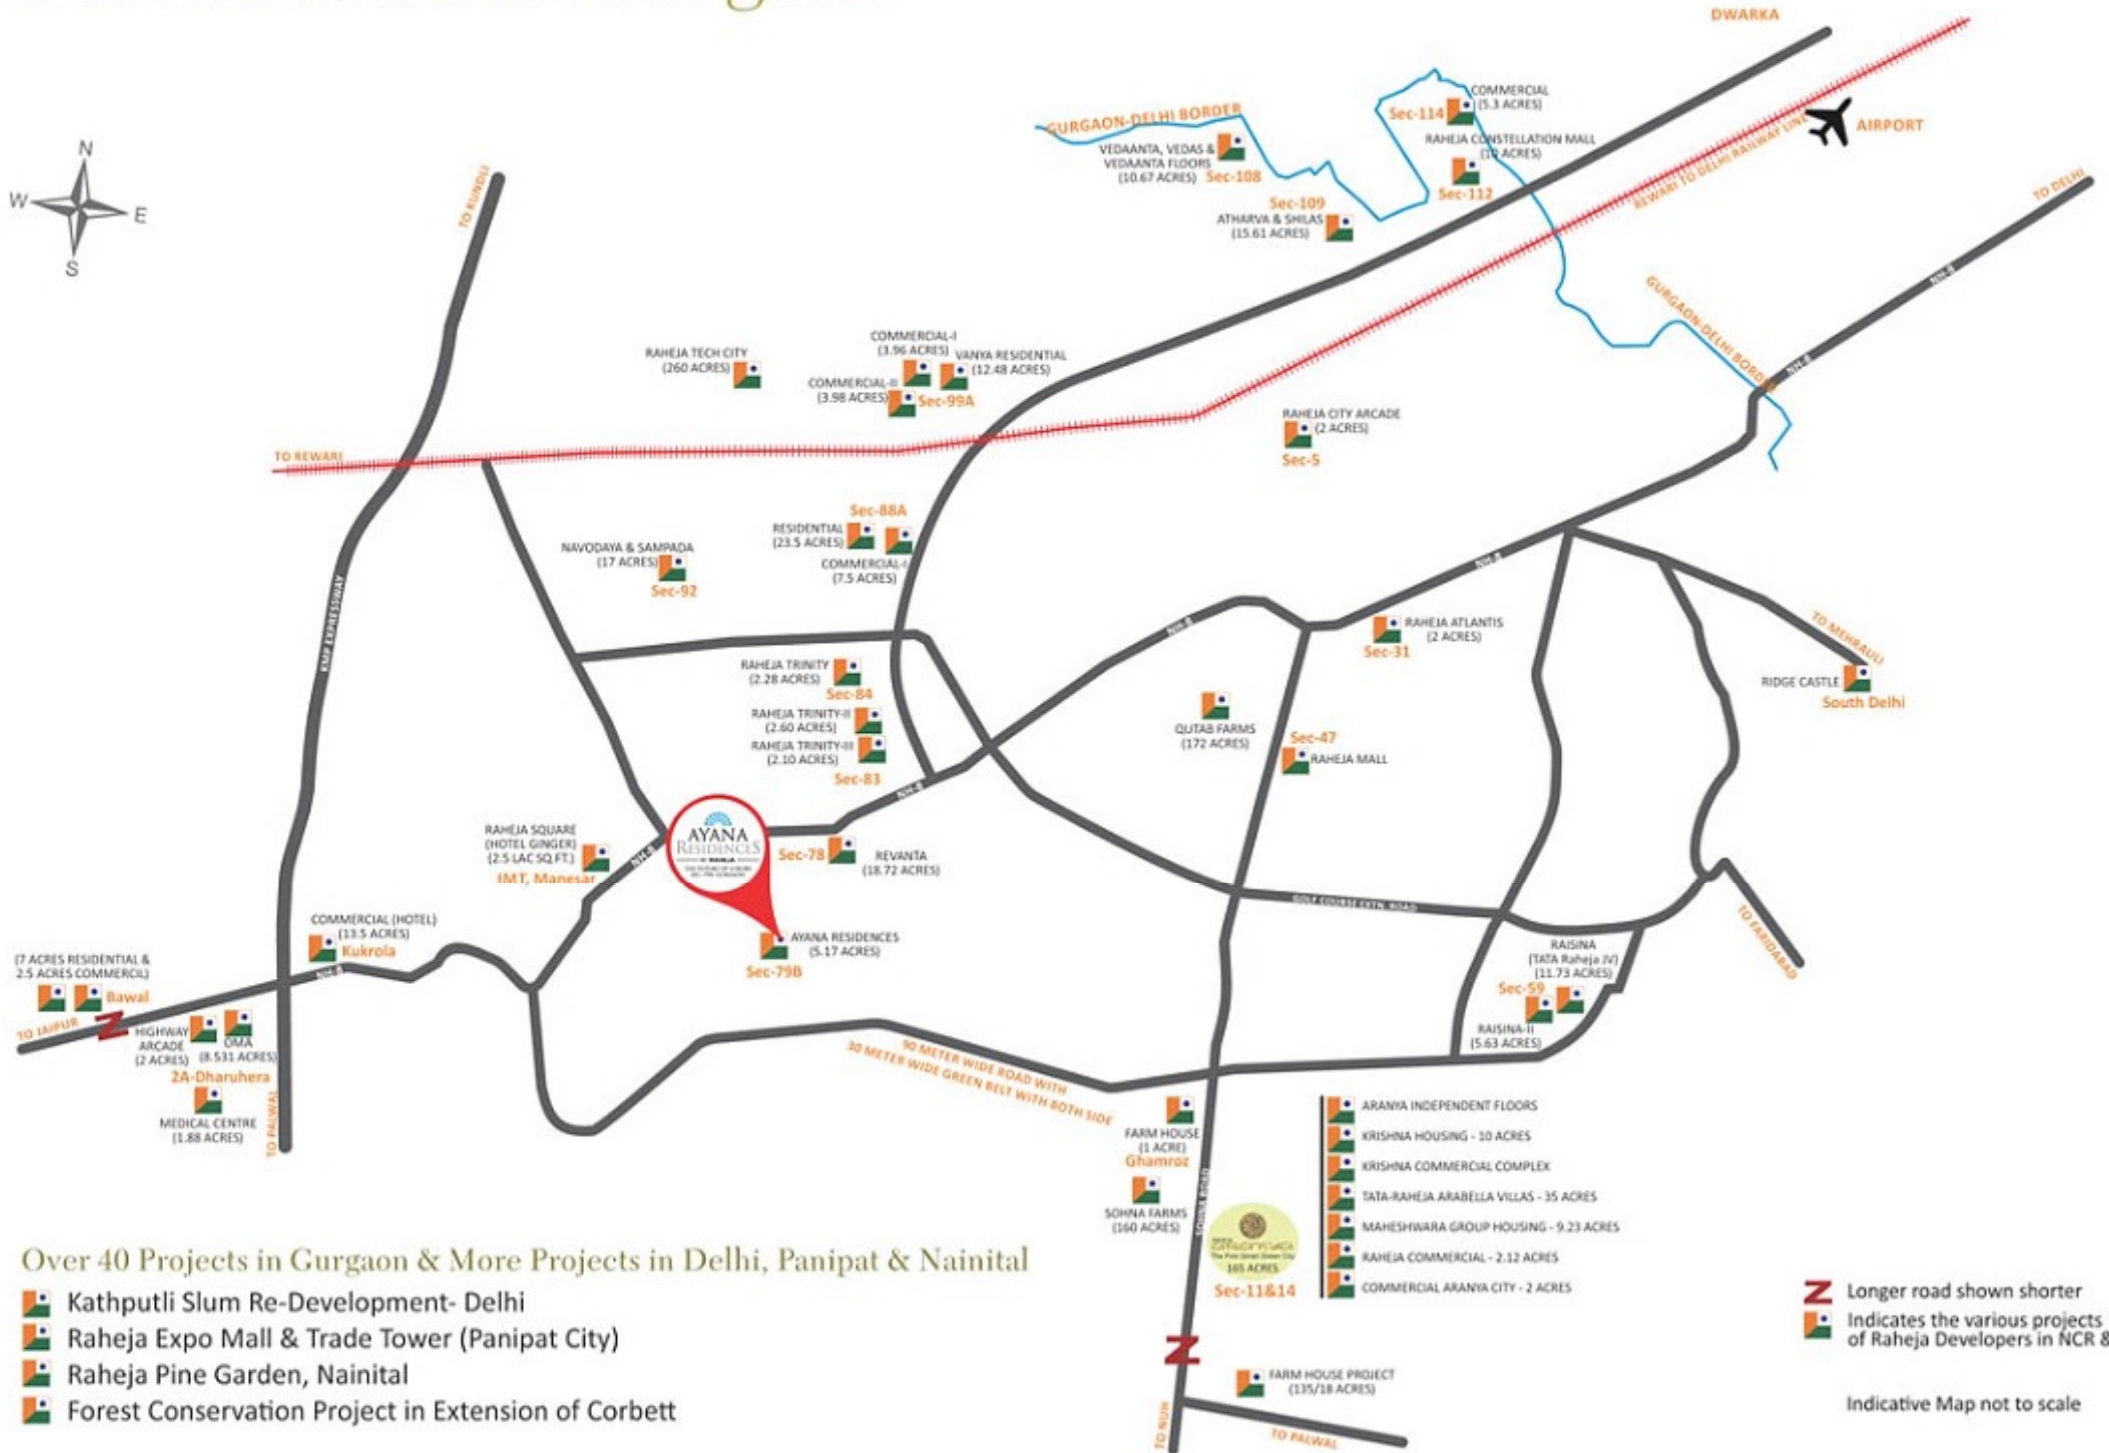 DWARKA
COMMERCIAL
(5.3 ACRES)
Sec-114
GURGAON-DELHI BORDER
RAHEJA CONSTELLATION MALL
(10 ACRES)
Sec-112
AIRPORT
REWARI TO DELHI RAILWAY LINE
VEDAANTA, VEDAS &
VEDAANTA FLOORS
(10.67 ACRES)
Sec-108
Sec-109
ATHARVA & SHILAS
(15.61 ACRES)
N
W
E
S
TO KUNDLI
TO DELHI
NH-8
GURGAON-DELHI BORDER
NH-8
RAHEJA TECH CITY
(260 ACRES)
COMMERCIAL-I
(3.96 ACRES)
VANYA RESIDENTIAL
(12.48 ACRES)
COMMERCIAL-II
(3.98 ACRES)
Sec-99A
RAHEJA CITY ARCADE
(2 ACRES)
Sec-5
TO REWARI
Sec-88A
RESIDENTIAL
(23.5 ACRES)
COMMERCIAL-I
(7.5 ACRES)
NAVODAYA & SAMPADA
(17 ACRES)
Sec-92
KMP EXPRESSWAY
NH-8
NH-8
RAHEJA ATLANTIS
(2 ACRES)
Sec-31
TO MEHRAULI
RIDGE CASTLE
South Delhi
RAHEJA TRINITY
(2.28 ACRES)
Sec-84
RAHEJA TRINITY-II
(2.60 ACRES)
RAHEJA TRINITY-III
(2.10 ACRES)
Sec-83
QUTAB FARMS
(172 ACRES)
Sec-47
RAHEJA MALL
NH-8
AYANA
RESIDENCES
RAHEJA SQUARE
(HOTEL GINGER)
(2.5 LAC SQ.FT.)
IMT, Manesar
NH-8
Sec-78
REVANTA
(18.72 ACRES)
GOLF COURSE EXTN. ROAD
TO FARIDABAD
COMMERCIAL (HOTEL)
(13.5 ACRES)
Kukrola
NH-8
AYANA RESIDENCES
(5.17 ACRES)
Sec-79B
RAISINA
(TATA Raheja JV)
(11.73 ACRES)
Sec-59
RAISINA-II
(5.63 ACRES)
(7 ACRES RESIDENTIAL &
2.5 ACRES COMMERCIL)
Bawal
TO JAIPUR
HIGHWAY
ARCADE
(2 ACRES)
OMA
(8.531 ACRES)
2A-Dharuhera
MEDICAL CENTRE
(1.88 ACRES)
TO PALWAL
90 METER WIDE ROAD WITH
30 METER WIDE GREEN BELT WITH BOTH SIDE
FARM HOUSE
(1 ACRE)
Ghamroz
SOHNA FARMS
(160 ACRES)
SOHNA ROAD
165 ACRES
Sec-11&14
ARANYA INDEPENDENT FLOORS
KRISHNA HOUSING - 10 ACRES
KRISHNA COMMERCIAL COMPLEX
TATA-RAHEJA ARABELLA VILLAS - 35 ACRES
MAHESHWARA GROUP HOUSING - 9.23 ACRES
RAHEJA COMMERCIAL - 2.12 ACRES
COMMERCIAL ARANYA CITY - 2 ACRES
FARM HOUSE PROJECT
(135/18 ACRES)
TO NUH
TO PALWAL
Over 40 Projects in Gurgaon & More Projects in Delhi, Panipat & Nainital
Kathputli Slum Re-Development- Delhi
Raheja Expo Mall & Trade Tower (Panipat City)
Raheja Pine Garden, Nainital
Forest Conservation Project in Extension of Corbett
Longer road shown shorter
Indicates the various projects
of Raheja Developers in NCR &
Indicative Map not to scale